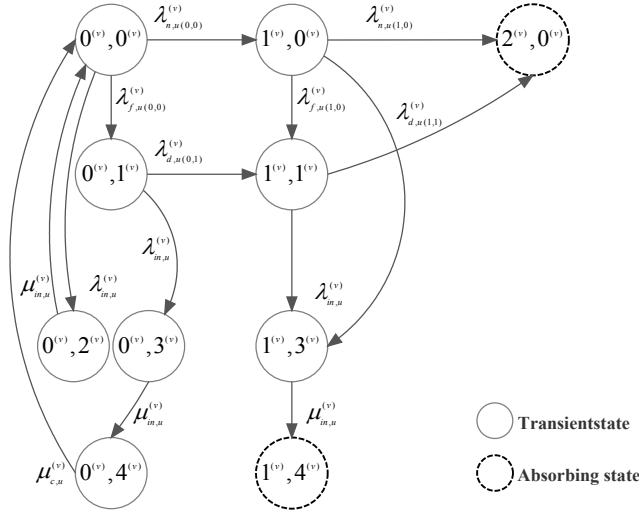 λ_{n,u(0,0)}^{(v)} λ_{n,u(1,0)}^{(v)}
0^{(v)},0^{(v)} 1^{(v)},0^{(v)} 2^{(v)},0^{(v)}
λ_{f,u(0,0)}^{(v)} λ_{f,u(1,0)}^{(v)} λ_{d,u(1,1)}^{(v)}
λ_{d,u(0,1)}^{(v)}
0^{(v)},1^{(v)} 1^{(v)},1^{(v)}
λ_{in,u}^{(v)}
μ_{in,u}^{(v)} λ_{in,u}^{(v)} λ_{in,u}^{(v)}
0^{(v)},2^{(v)} 0^{(v)},3^{(v)} 1^{(v)},3^{(v)}
μ_{in,u}^{(v)} μ_{in,u}^{(v)}
Transientstate
μ_{c,u}^{(v)} 0^{(v)},4^{(v)} 1^{(v)},4^{(v)}
Absorbing state